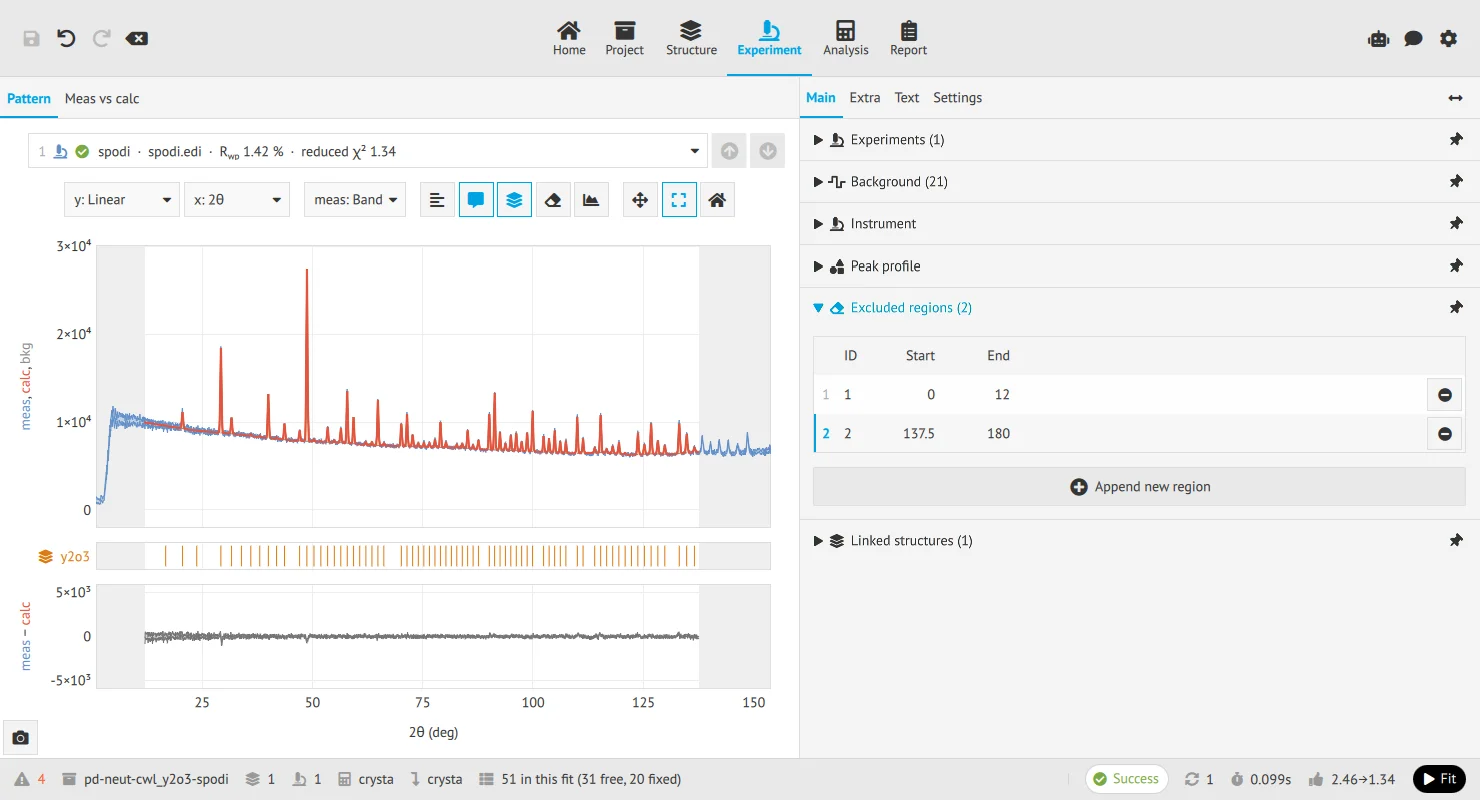 Home
Project
Structure
Experiment
Analysis
Report
Pattern
Meas vs calc
1 spodi · spodi.edi · Rwp 1.42 % · reduced χ² 1.34
y: Linear
x: 2θ
meas: Band
3×10⁴
2×10⁴
1×10⁴
0
meas, calc, bkg
y2o3
5×10³
0
-5×10³
meas − calc
25 50 75 100 125 150
2θ (deg)
Main
Extra
Text
Settings
Experiments (1)
Background (21)
Instrument
Peak profile
Excluded regions (2)
ID Start End
1 1 0 12
2 2 137.5 180
Append new region
Linked structures (1)
4 pd-neut-cwl_y2o3-spodi 1 1 crysta crysta 51 in this fit (31 free, 20 fixed)
Success 1 0.099s 2.46→1.34 Fit